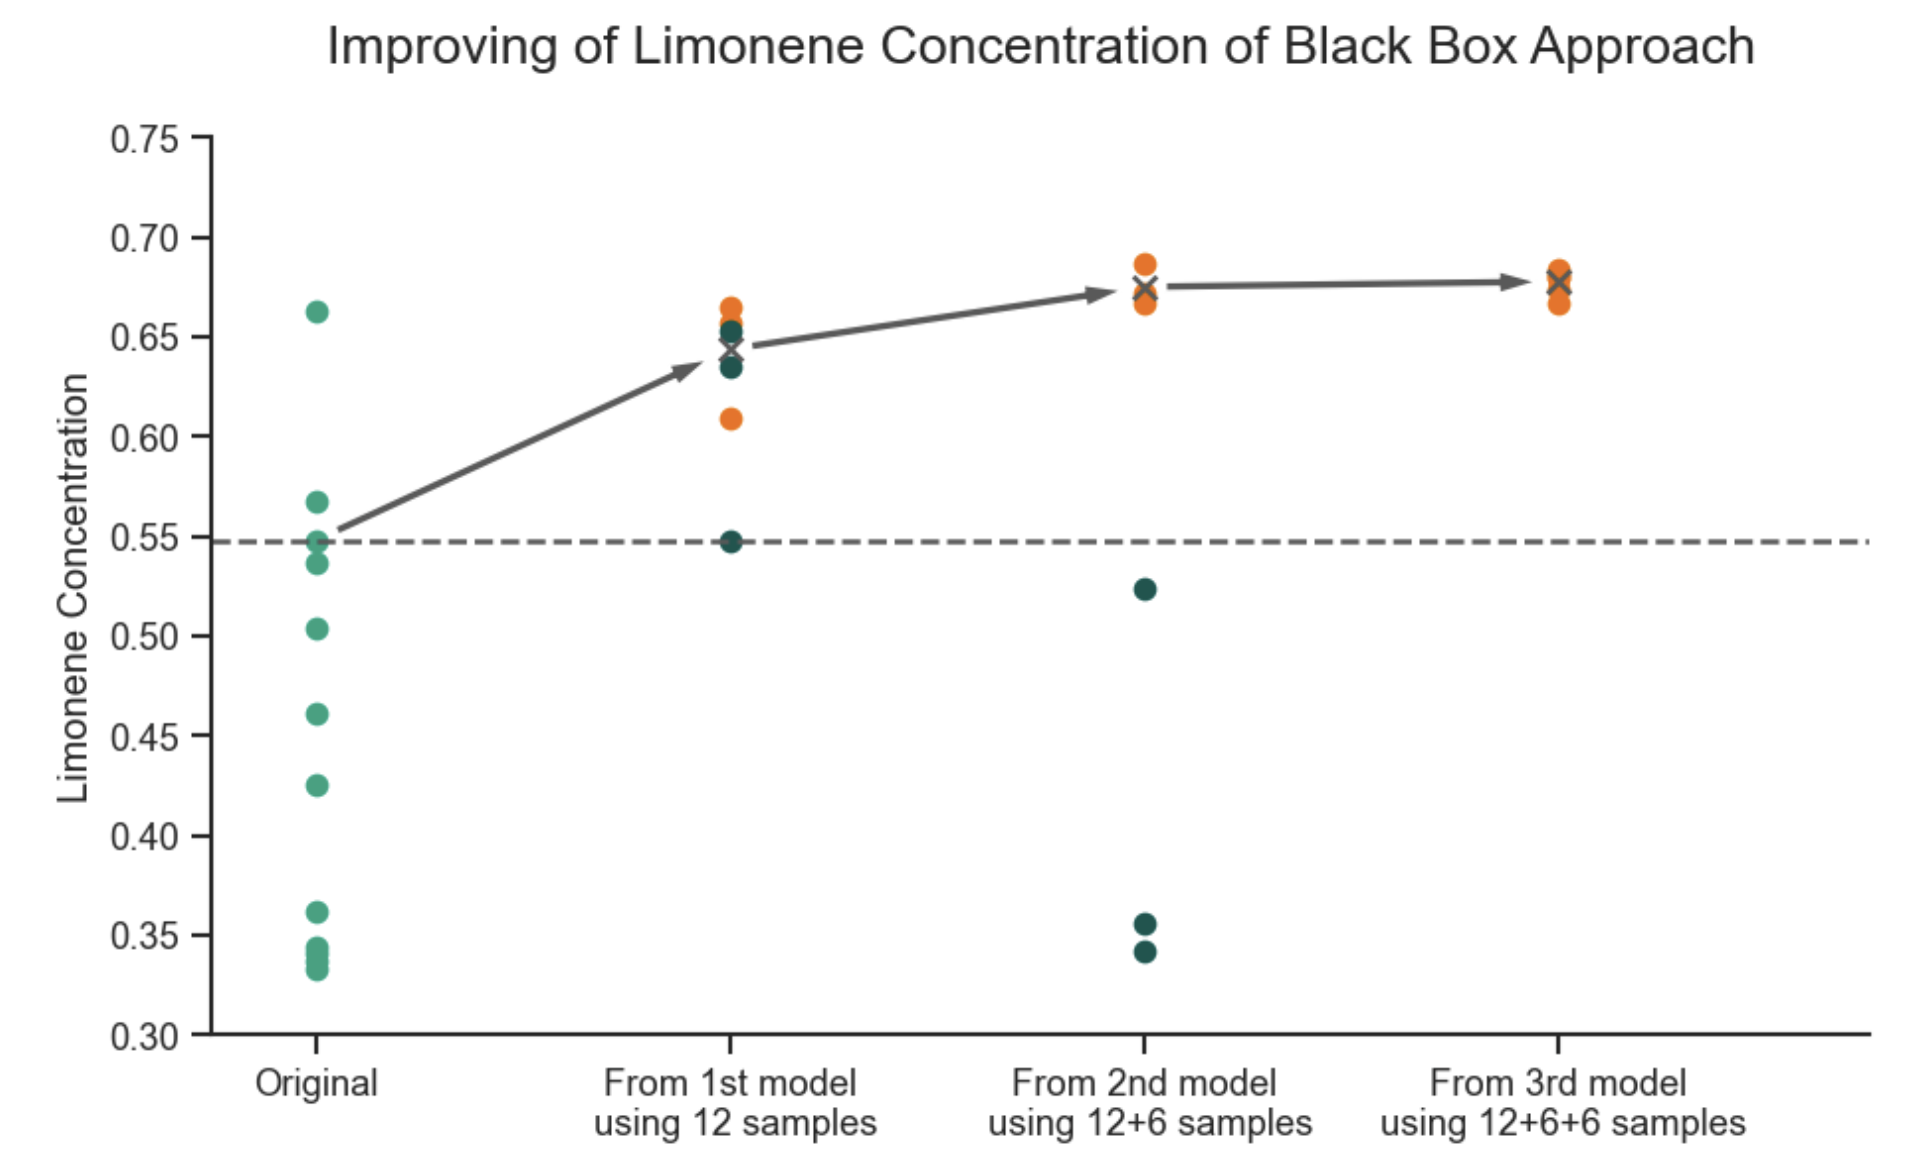 Improving of Limonene Concentration of Black Box Approach
Limonene Concentration
0.75
0.70
0.65
0.60
0.55
0.50
0.45
0.40
0.35
0.30
Original
From 1st model
using 12 samples
From 2nd model
using 12+6 samples
From 3rd model
using 12+6+6 samples